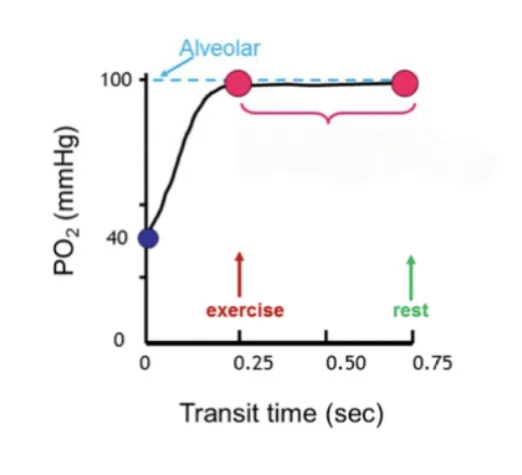 Alveolar
100
PO₂ (mmHg)
40
exercise
rest
0
0
0.25
0.50
0.75
Transit time (sec)